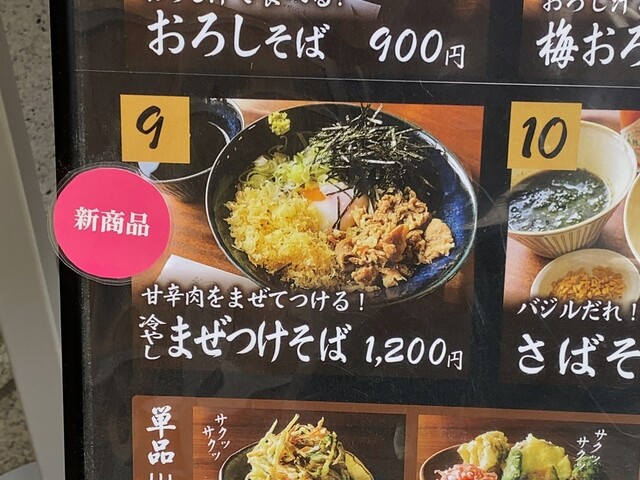 おろしそば 900円
梅おろ
9
10
新商品
甘辛肉をまぜてつける!
冷やし まぜつけそば 1,200円
バジルだれ!
さばそ
単品
サクッ
サクッ
サクッ
サクッ